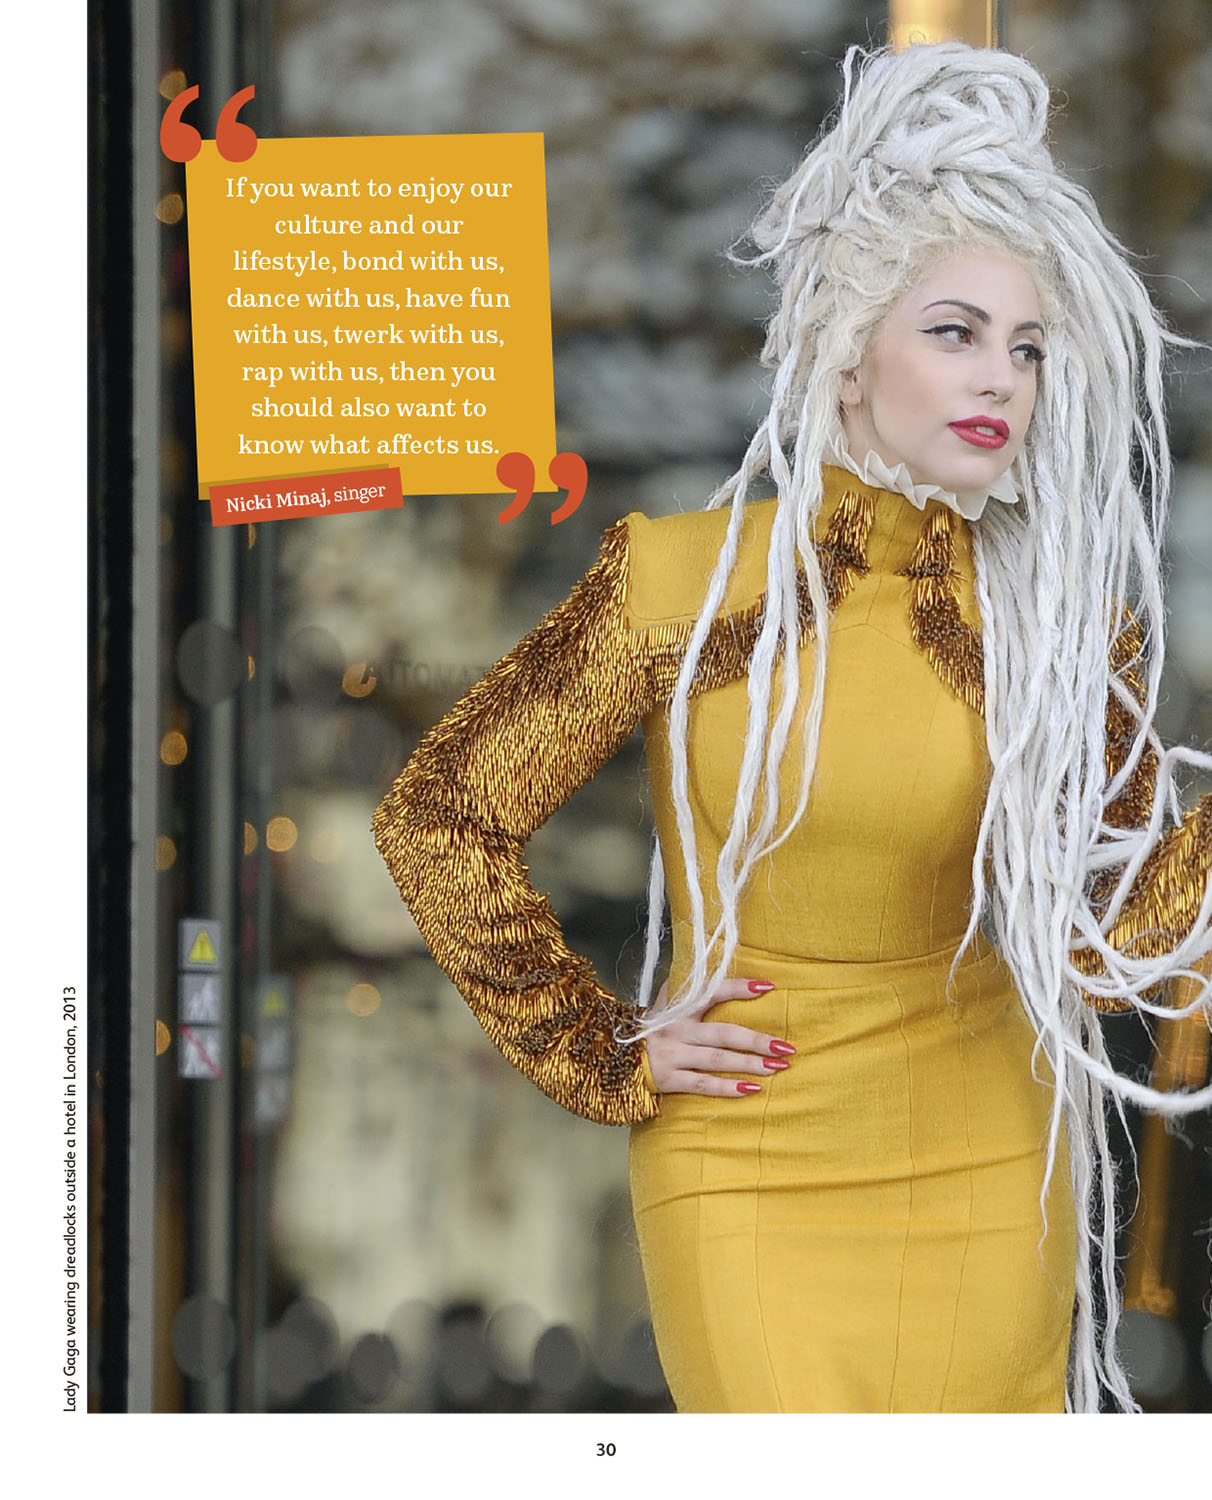 If you want to enjoy our
culture and our
lifestyle, bond with us,
dance with us, have fun
with us, twerk with us,
rap with us, then you
should also want to
know what affects us.
Nicki Minaj, singer
Lady Gaga wearing dreadlocks outside a hotel in London, 2013
30